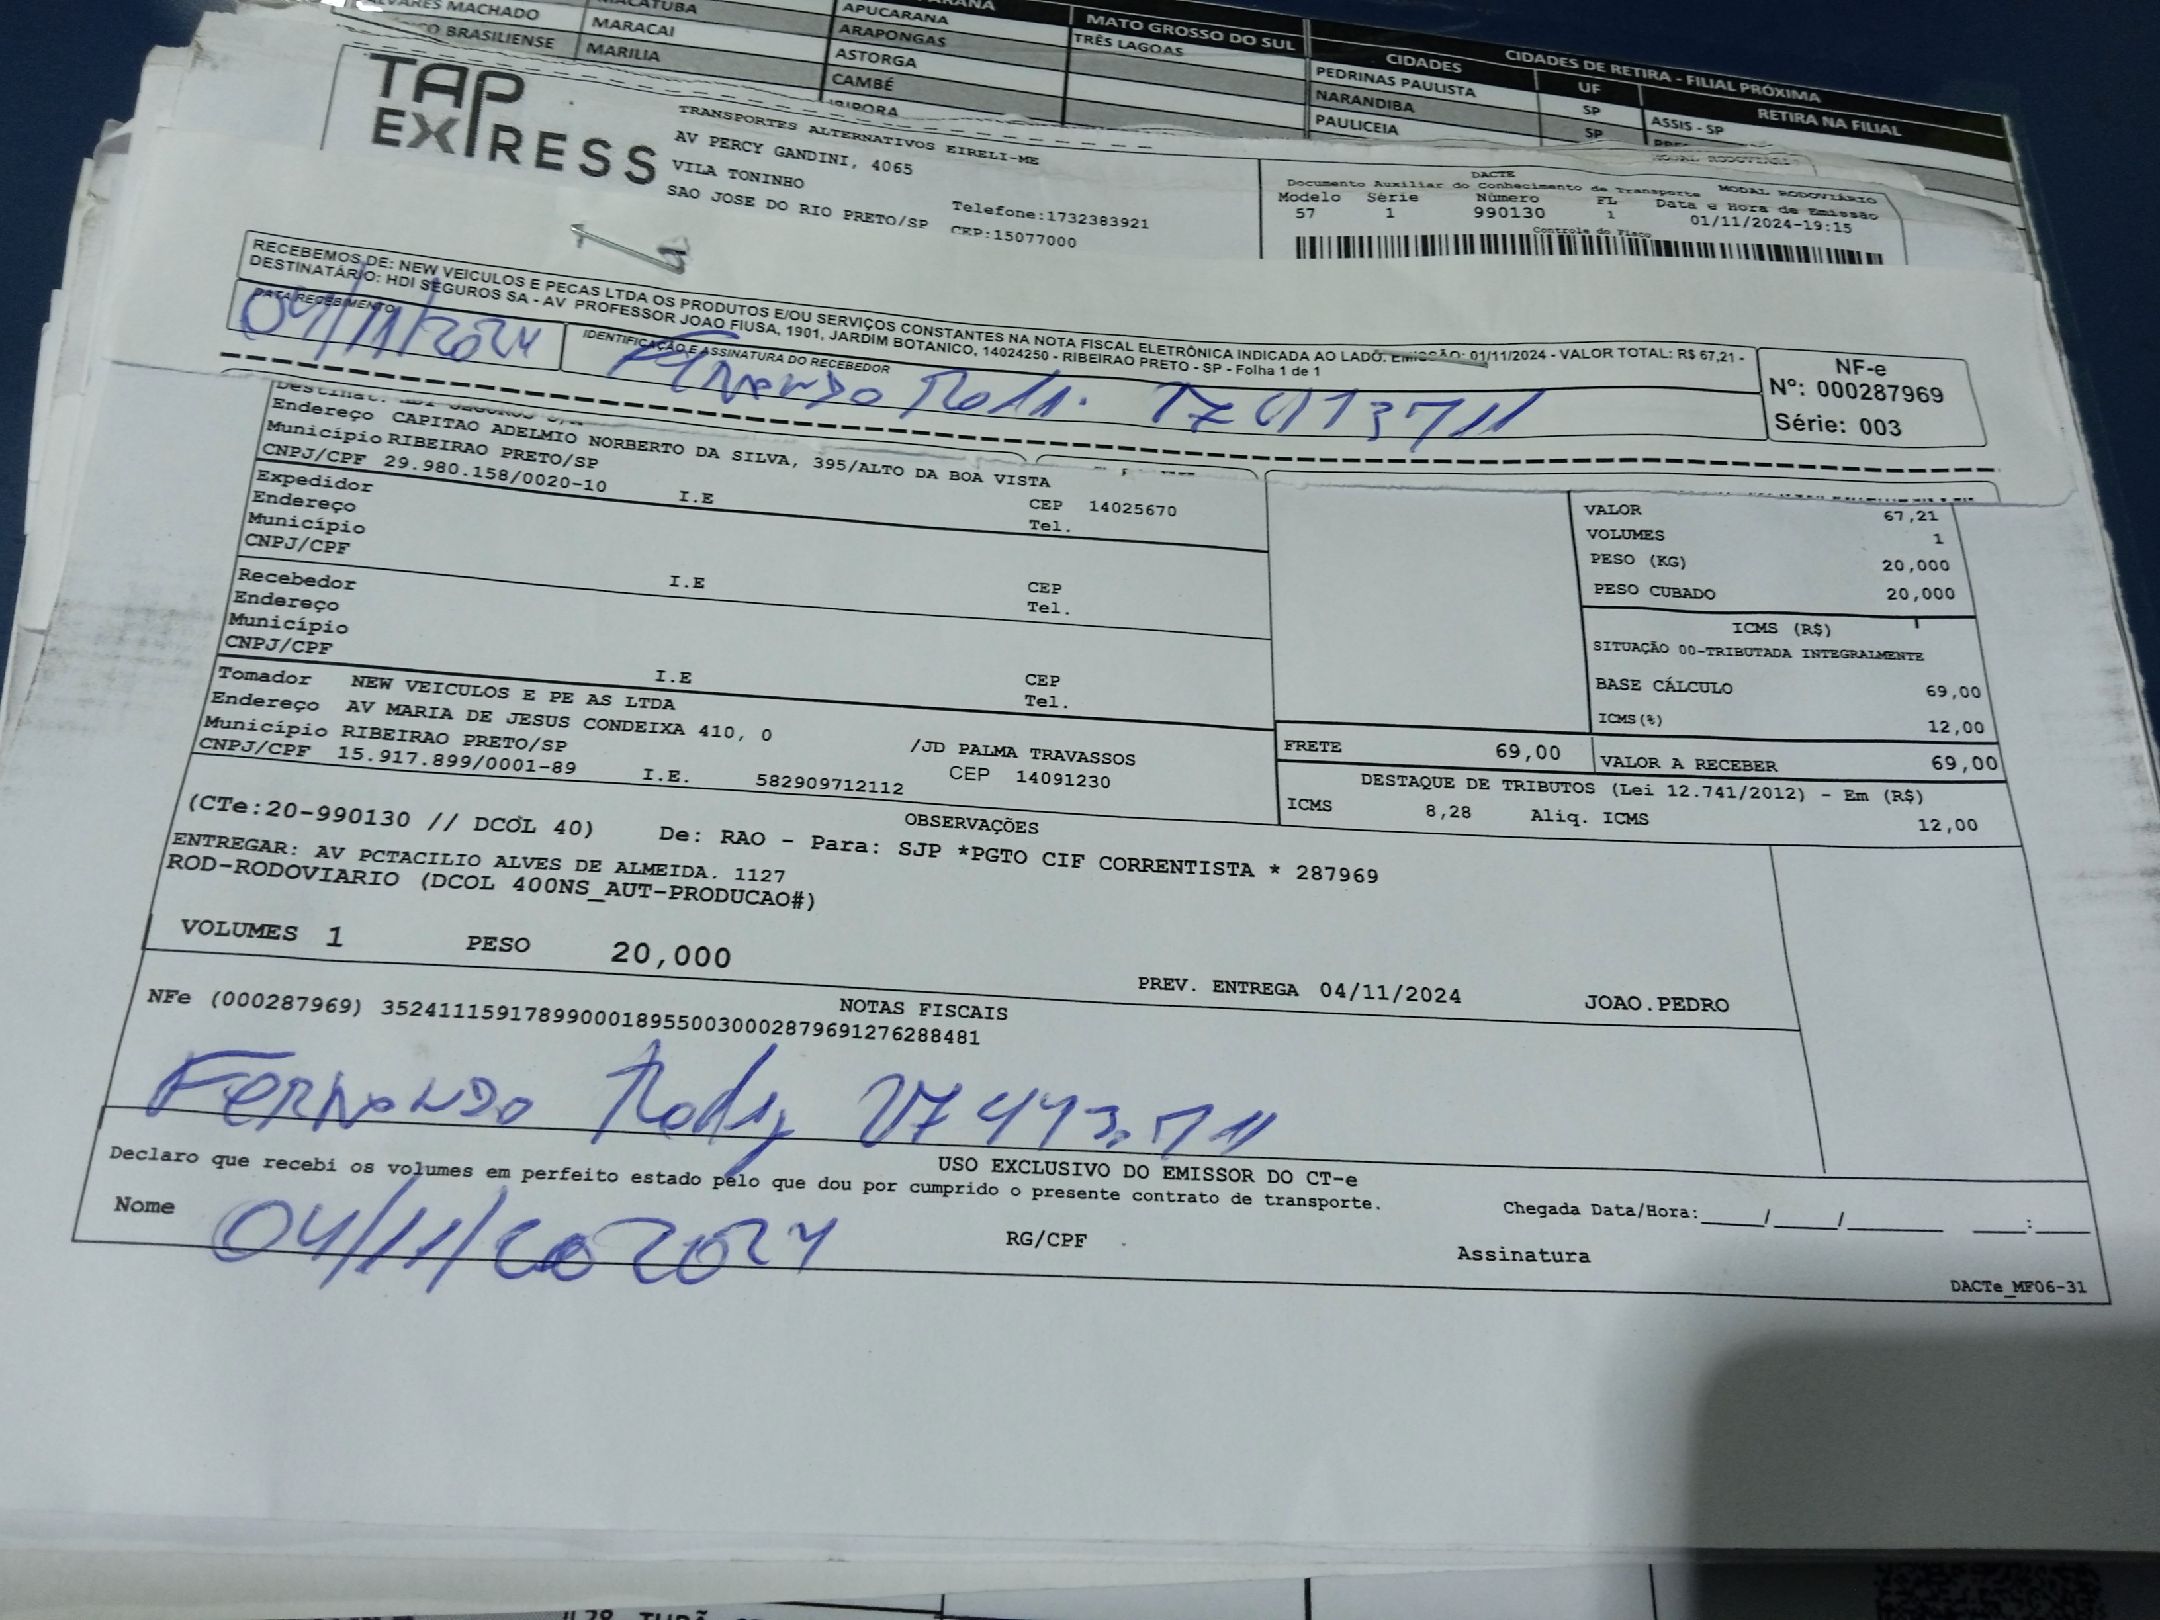 MARACAI
APUCARANA
MATO GROSSO DO SUL
CIDADES DE RETIRA - FILIAL PRÓXIMA
BRASILIENSE MARILIA ARAPONGAS TRÊS LAGOAS CIDADES UF RETIRA NA FILIAL
ASTORGA PEDRINAS PAULISTA SP ASSIS - SP
CAMBÉ NARANDIBA SP
PAULICEIA
TAP EXPRESS
TRANSPORTES ALTERNATIVOS EIRELI-ME
AV PERCY GANDINI, 4065
VILA TONINHO
SAO JOSE DO RIO PRETO/SP
Telefone:1732383921
CEP:15077000
DACTE
Documento Auxiliar do Conhecimento de Transporte MODAL RODOVIÁRIO
Modelo Série Número FL Data e Hora de Emissão
57 1 990130 1 01/11/2024-19:15
Controle do Fisco
RECEBEMOS DE: NEW VEICULOS E PECAS LTDA OS PRODUTOS E/OU SERVIÇOS CONSTANTES NA NOTA FISCAL ELETRÔNICA INDICADA AO LADO. EMISSÃO: 01/11/2024 - VALOR TOTAL: R$ 67,21 -
DESTINATÁRIO: HDI SEGUROS SA - AV PROFESSOR JOAO FIUSA, 1901, JARDIM BOTANICO, 14024250 - RIBEIRAO PRETO - SP - Folha 1 de 1
DATA RECEBIMENTO
04/11/2024
IDENTIFICAÇÃO E ASSINATURA DO RECEBEDOR
NF-e
Nº: 000287969
Série: 003
Endereço CAPITAO ADELMIO NORBERTO DA SILVA, 395/ALTO DA BOA VISTA
Município RIBEIRAO PRETO/SP CEP 14025670
CNPJ/CPF 29.980.158/0020-10 I.E Tel.
Expedidor
Endereço
Município CEP
CNPJ/CPF I.E Tel.
Recebedor
Endereço
Município CEP
CNPJ/CPF I.E Tel.
Tomador NEW VEICULOS E PE AS LTDA
Endereço AV MARIA DE JESUS CONDEIXA 410, 0 /JD PALMA TRAVASSOS
Município RIBEIRAO PRETO/SP CEP 14091230
CNPJ/CPF 15.917.899/0001-89 I.E. 582909712112
VALOR 67,21
VOLUMES 1
PESO (KG) 20,000
PESO CUBADO 20,000
ICMS (R$)
SITUAÇÃO 00-TRIBUTADA INTEGRALMENTE
BASE CÁLCULO 69,00
ICMS(%) 12,00
FRETE 69,00 VALOR A RECEBER 69,00
DESTAQUE DE TRIBUTOS (Lei 12.741/2012) - Em (R$)
ICMS 8,28 Aliq. ICMS 12,00
OBSERVAÇÕES
(CTe:20-990130 // DCOL 40) De: RAO - Para: SJP *PGTO CIF CORRENTISTA * 287969
ENTREGAR: AV PCTACILIO ALVES DE ALMEIDA. 1127
ROD-RODOVIARIO (DCOL 400NS_AUT-PRODUCAO#)
VOLUMES 1 PESO 20,000
PREV. ENTREGA 04/11/2024 JOAO.PEDRO
NOTAS FISCAIS
NFe (000287969) 35241115917899000189550030002879691276288481
Fernando
USO EXCLUSIVO DO EMISSOR DO CT-e
Declaro que recebi os volumes em perfeito estado pelo que dou por cumprido o presente contrato de transporte.
Chegada Data/Hora:_____/_____/________ ____:____
Nome 04/11/ 2024 RG/CPF Assinatura
DACTe_MF06-31